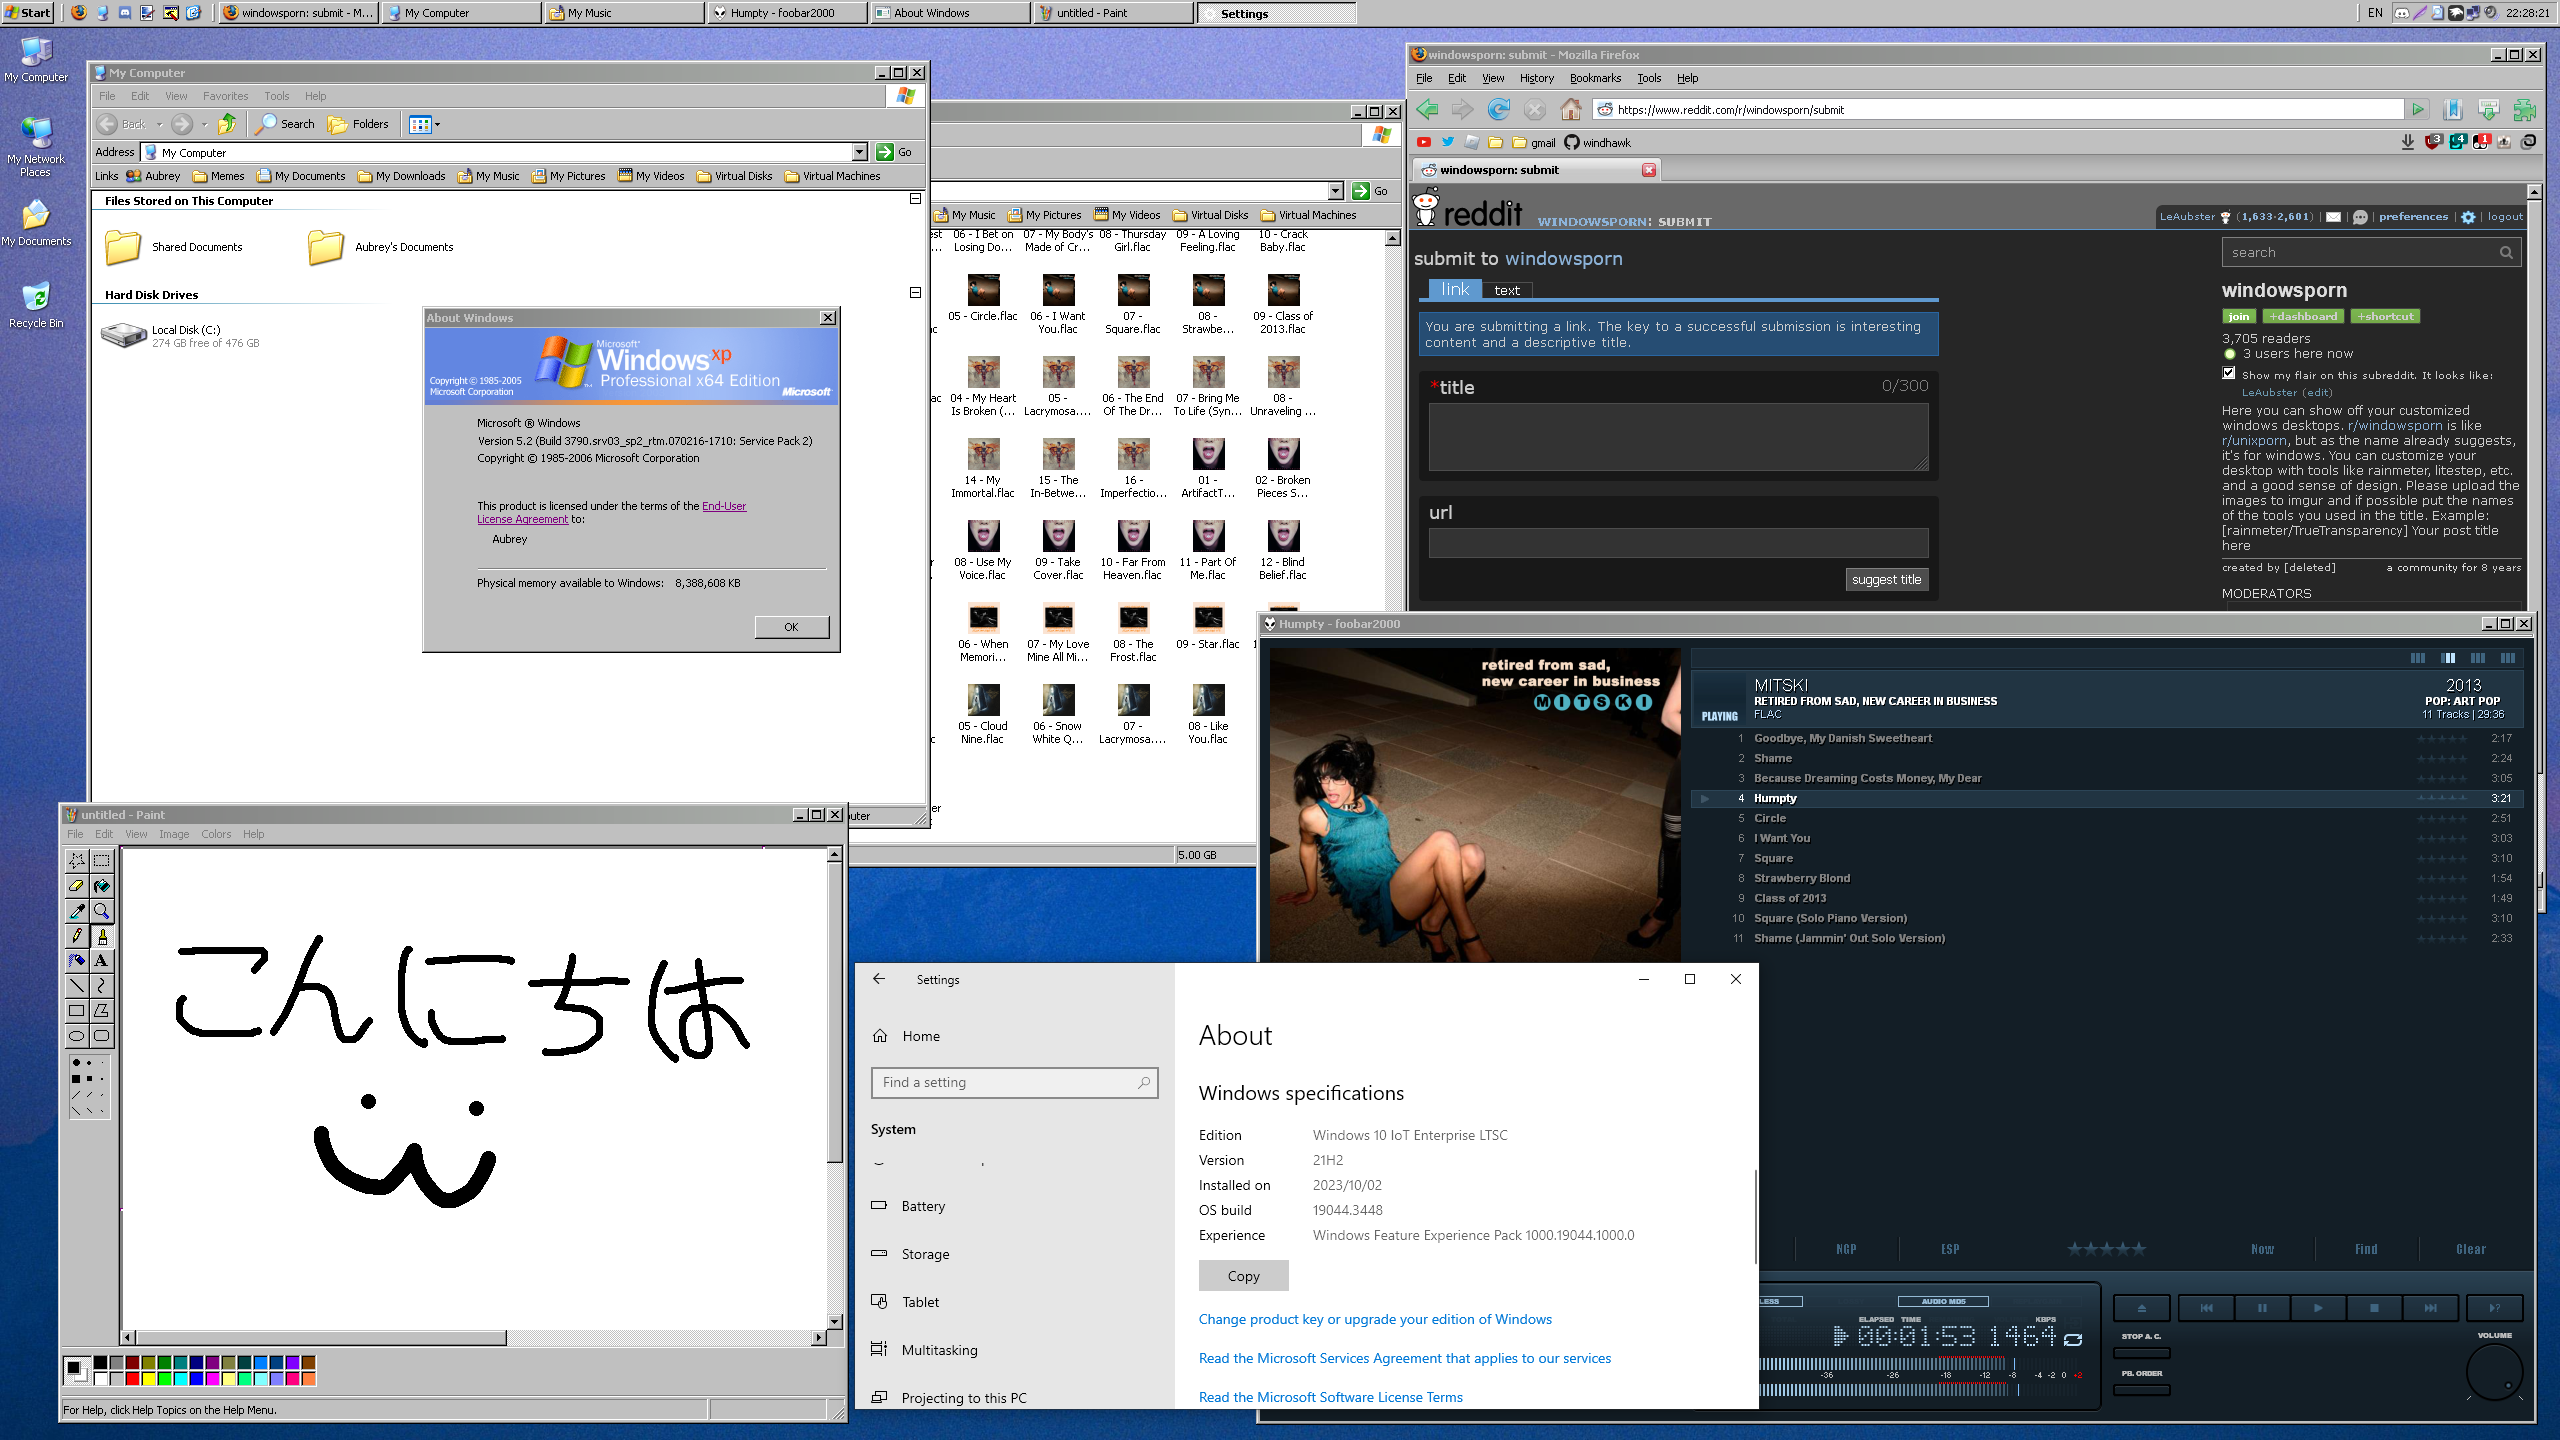 Start
windowsporn: submit - M...
My Computer
My Music
Humpty - foobar2000
About Windows
untitled - Paint
Settings
EN
22:28:21
My Computer
My Network
Places
My Documents
Recycle Bin
My Computer
File Edit View Favorites Tools Help
Back Search Folders
Address My Computer Go
Links Aubrey Memes My Documents My Downloads My Music My Pictures My Videos Virtual Disks Virtual Machines
Files Stored on This Computer
Shared Documents Aubrey's Documents
Hard Disk Drives
Local Disk (C:)
274 GB free of 476 GB
About Windows
Microsoft®
Windows xp
Professional x64 Edition
Copyright © 1985-2005
Microsoft Corporation
Microsoft
Microsoft ® Windows
Version 5.2 (Build 3790.srv03_sp2_rtm.070216-1710: Service Pack 2)
Copyright © 1985-2006 Microsoft Corporation
This product is licensed under the terms of the End-User
License Agreement to:
Aubrey
Physical memory available to Windows: 8,388,608 KB
OK
Go
My Music My Pictures My Videos Virtual Disks Virtual Machines
06 - I Bet on 07 - My Body's 08 - Thursday 09 - A Loving 10 - Crack
Losing Do... Made of Cr... Girl.flac Feeling.flac Baby.flac
05 - Circle.flac 06 - I Want 07 - 08 - 09 - Class of
You.flac Square.flac Strawbe... 2013.flac
04 - My Heart 05 - 06 - The End 07 - Bring Me 08 -
Is Broken (... Lacrymosa.... Of The Dr... To Life (Syn... Unraveling ...
14 - My 15 - The 16 - 01 - 02 - Broken
Immortal.flac In-Betwe... Imperfectio... ArtifactT... Pieces S...
08 - Use My 09 - Take 10 - Far From 11 - Part Of 12 - Blind
Voice.flac Cover.flac Heaven.flac Me.flac Belief.flac
06 - When 07 - My Love 08 - The 09 - Star.flac
Memori... Mine All Mi... Frost.flac
05 - Cloud 06 - Snow 07 - 08 - Like
Nine.flac White Q... Lacrymosa.... You.flac
5.00 GB
windowsporn: submit - Mozilla Firefox
File Edit View History Bookmarks Tools Help
https://www.reddit.com/r/windowsporn/submit
gmail windhawk
3 4 1
windowsporn: submit
reddit WINDOWSPORN: SUBMIT
LeAubster (1,633·2,601) | | | preferences | | logout
submit to windowsporn
link text
You are submitting a link. The key to a successful submission is interesting
content and a descriptive title.
*title 0/300
url
suggest title
search
windowsporn
join +dashboard +shortcut
3,705 readers
3 users here now
Show my flair on this subreddit. It looks like:
LeAubster (edit)
Here you can show off your customized
windows desktops. r/windowsporn is like
r/unixporn, but as the name already suggests,
it's for windows. You can customize your
desktop with tools like rainmeter, litestep, etc.
and a good sense of design. Please upload the
images to imgur and if possible put the names
of the tools you used in the title. Example:
[rainmeter/TrueTransparency] Your post title
here
created by [deleted] a community for 8 years
MODERATORS
Humpty - foobar2000
retired from sad,
new career in business
MITSKI
PLAYING
MITSKI 2013
RETIRED FROM SAD, NEW CAREER IN BUSINESS POP: ART POP
FLAC 11 Tracks | 29:36
1 Goodbye, My Danish Sweetheart 2:17
2 Shame 2:24
3 Because Dreaming Costs Money, My Dear 3:05
4 Humpty 3:21
5 Circle 2:51
6 I Want You 3:03
7 Square 3:10
8 Strawberry Blond 1:54
9 Class of 2013 1:49
10 Square (Solo Piano Version) 3:10
11 Shame (Jammin' Out Solo Version) 2:33
NGP ESP ★★★★★ Now Find Clear
AUDIO MD5
ELAPSED TIME KBPS
00:01:53 1464
-36 -26 -18 -12 -8 -4 -2 0 +2
STOP A. C.
PB. ORDER
VOLUME
untitled - Paint
File Edit View Image Colors Help
こんにちは
For Help, click Help Topics on the Help Menu.
Settings
Home
Find a setting
System
Battery
Storage
Tablet
Multitasking
Projecting to this PC
About
Windows specifications
Edition Windows 10 IoT Enterprise LTSC
Version 21H2
Installed on 2023/10/02
OS build 19044.3448
Experience Windows Feature Experience Pack 1000.19044.1000.0
Copy
Change product key or upgrade your edition of Windows
Read the Microsoft Services Agreement that applies to our services
Read the Microsoft Software License Terms